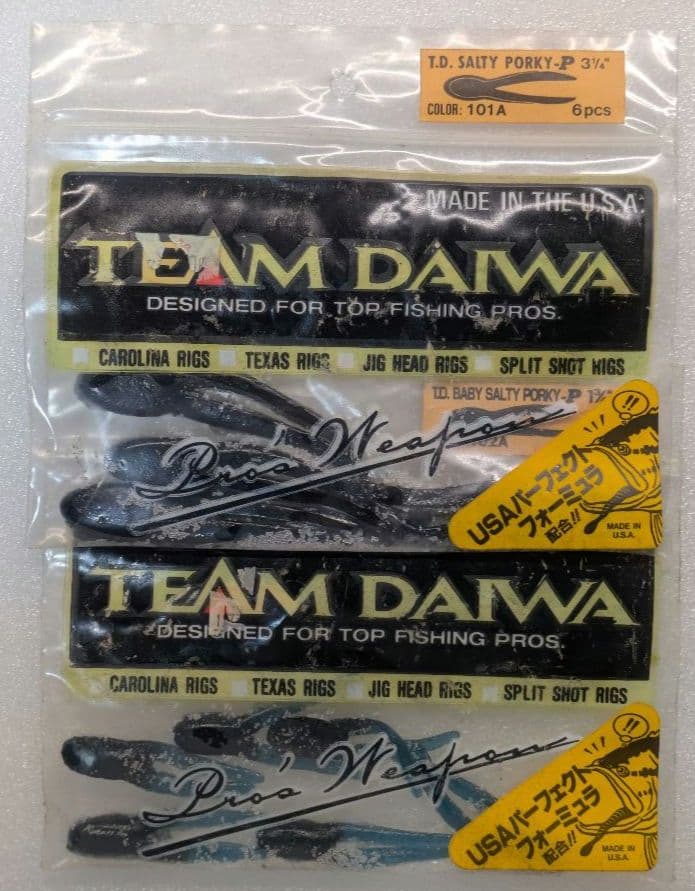 T.D. SALTY PORKY-P 3¼"
COLOR: 101A 6pcs
MADE IN THE U.S.A.
TEAM DAIWA
DESIGNED FOR TOP FISHING PROS.
CAROLINA RIGS TEXAS RIGS JIG HEAD RIGS SPLIT SHOT RIGS
T.D. BABY SALTY PORKY-P
Pro's Weapon
!!
USAパーフェクト
フォーミュラ
配合!!
MADE IN
U.S.A.
TEAM DAIWA
DESIGNED FOR TOP FISHING PROS.
CAROLINA RIGS TEXAS RIGS JIG HEAD RIGS SPLIT SHOT RIGS
Pro's Weapon
!!
USAパーフェクト
フォーミュラ
配合!!
MADE IN
U.S.A.